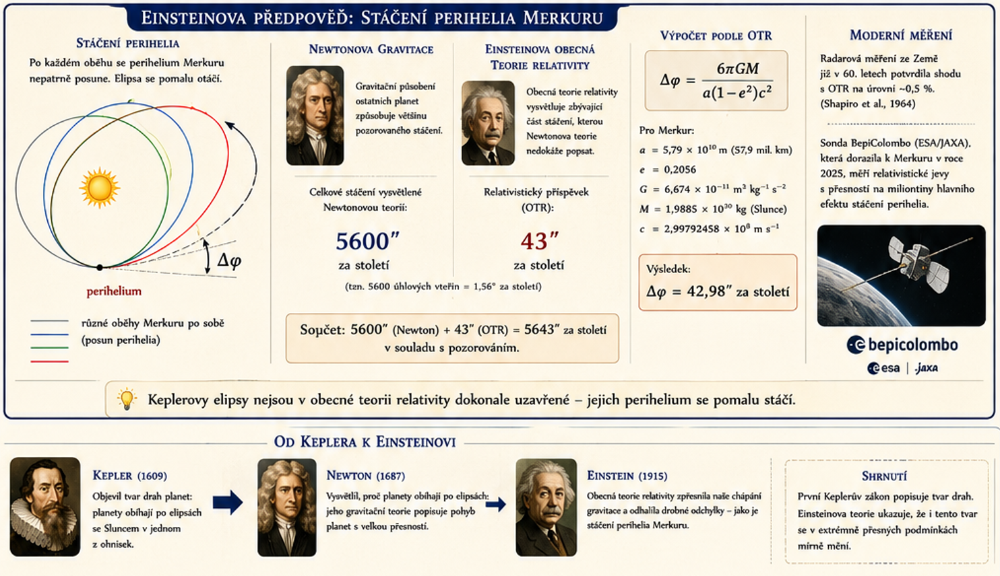 EINSTEINOVA PŘEDPOVĚĎ: STÁČENÍ PERIHELIA MERKURU
STÁČENÍ PERIHELIA
Po každém oběhu se perihelium Merkuru
nepatrně posune. Elipsa se pomalu otáčí.
Δφ
perihelium
různé oběhy Merkuru po sobě
(posun perihelia)
NEWTONOVA GRAVITACE
Gravitační působení
ostatních planet
způsobuje většinu
pozorovaného stáčení.
Celkové stáčení vysvětlené
Newtonovou teorií:
5600″
za století
EINSTEINOVA OBECNÁ
TEORIE RELATIVITY
Obecná teorie relativity
vysvětluje zbývající
část stáčení, kterou
Newtonova teorie
nedokáže popsat.
Relativistický příspěvek
(OTR):
43″
za století
(tzn. 5600 úhlových vteřin = 1,56° za století)
Součet: 5600″ (Newton) + 43″ (OTR) = 5643″ za století
v souladu s pozorováním.
VÝPOČET PODLE OTR
Δφ = 6πGM / a(1−e²)c²
Pro Merkur:
a = 5,79 × 10¹⁰ m (57,9 mil. km)
e = 0,2056
G = 6,674 × 10⁻¹¹ m³ kg⁻¹ s⁻²
M = 1,9885 × 10³⁰ kg (Slunce)
c = 2,99792458 × 10⁸ m s⁻¹
Výsledek:
Δφ = 42,98″ za století
MODERNÍ MĚŘENÍ
Radarová měření ze Země
již v 60. letech potvrdila shodu
s OTR na úrovni ~0,5 %.
(Shapiro et al., 1964)
Sonda BepiColombo (ESA/JAXA),
která dorazila k Merkuru v roce
2025, měří relativistické jevy
s přesností na miliontiny hlavního
efektu stáčení perihelia.
bepicolombo
esa | jaxa
Keplerovy elipsy nejsou v obecné teorii relativity dokonale uzavřené – jejich perihelium se pomalu stáčí.
OD KEPLERA K EINSTEINOVI
KEPLER (1609)
Objevil tvar drah planet:
planety obíhají po elipsách
se Sluncem v jednom
z ohnisek.
NEWTON (1687)
Vysvětlil, proč planety obíhají po elipsách:
jeho gravitační teorie popisuje pohyb
planet s velkou přesností.
EINSTEIN (1915)
Obecná teorie relativity zpřesnila naše chápání
gravitace a odhalila drobné odchylky – jako je
stáčení perihelia Merkuru.
SHRNUTÍ
První Keplerův zákon popisuje tvar drah.
Einsteinova teorie ukazuje, že i tento tvar
se v extrémně přesných podmínkách
mírně mění.